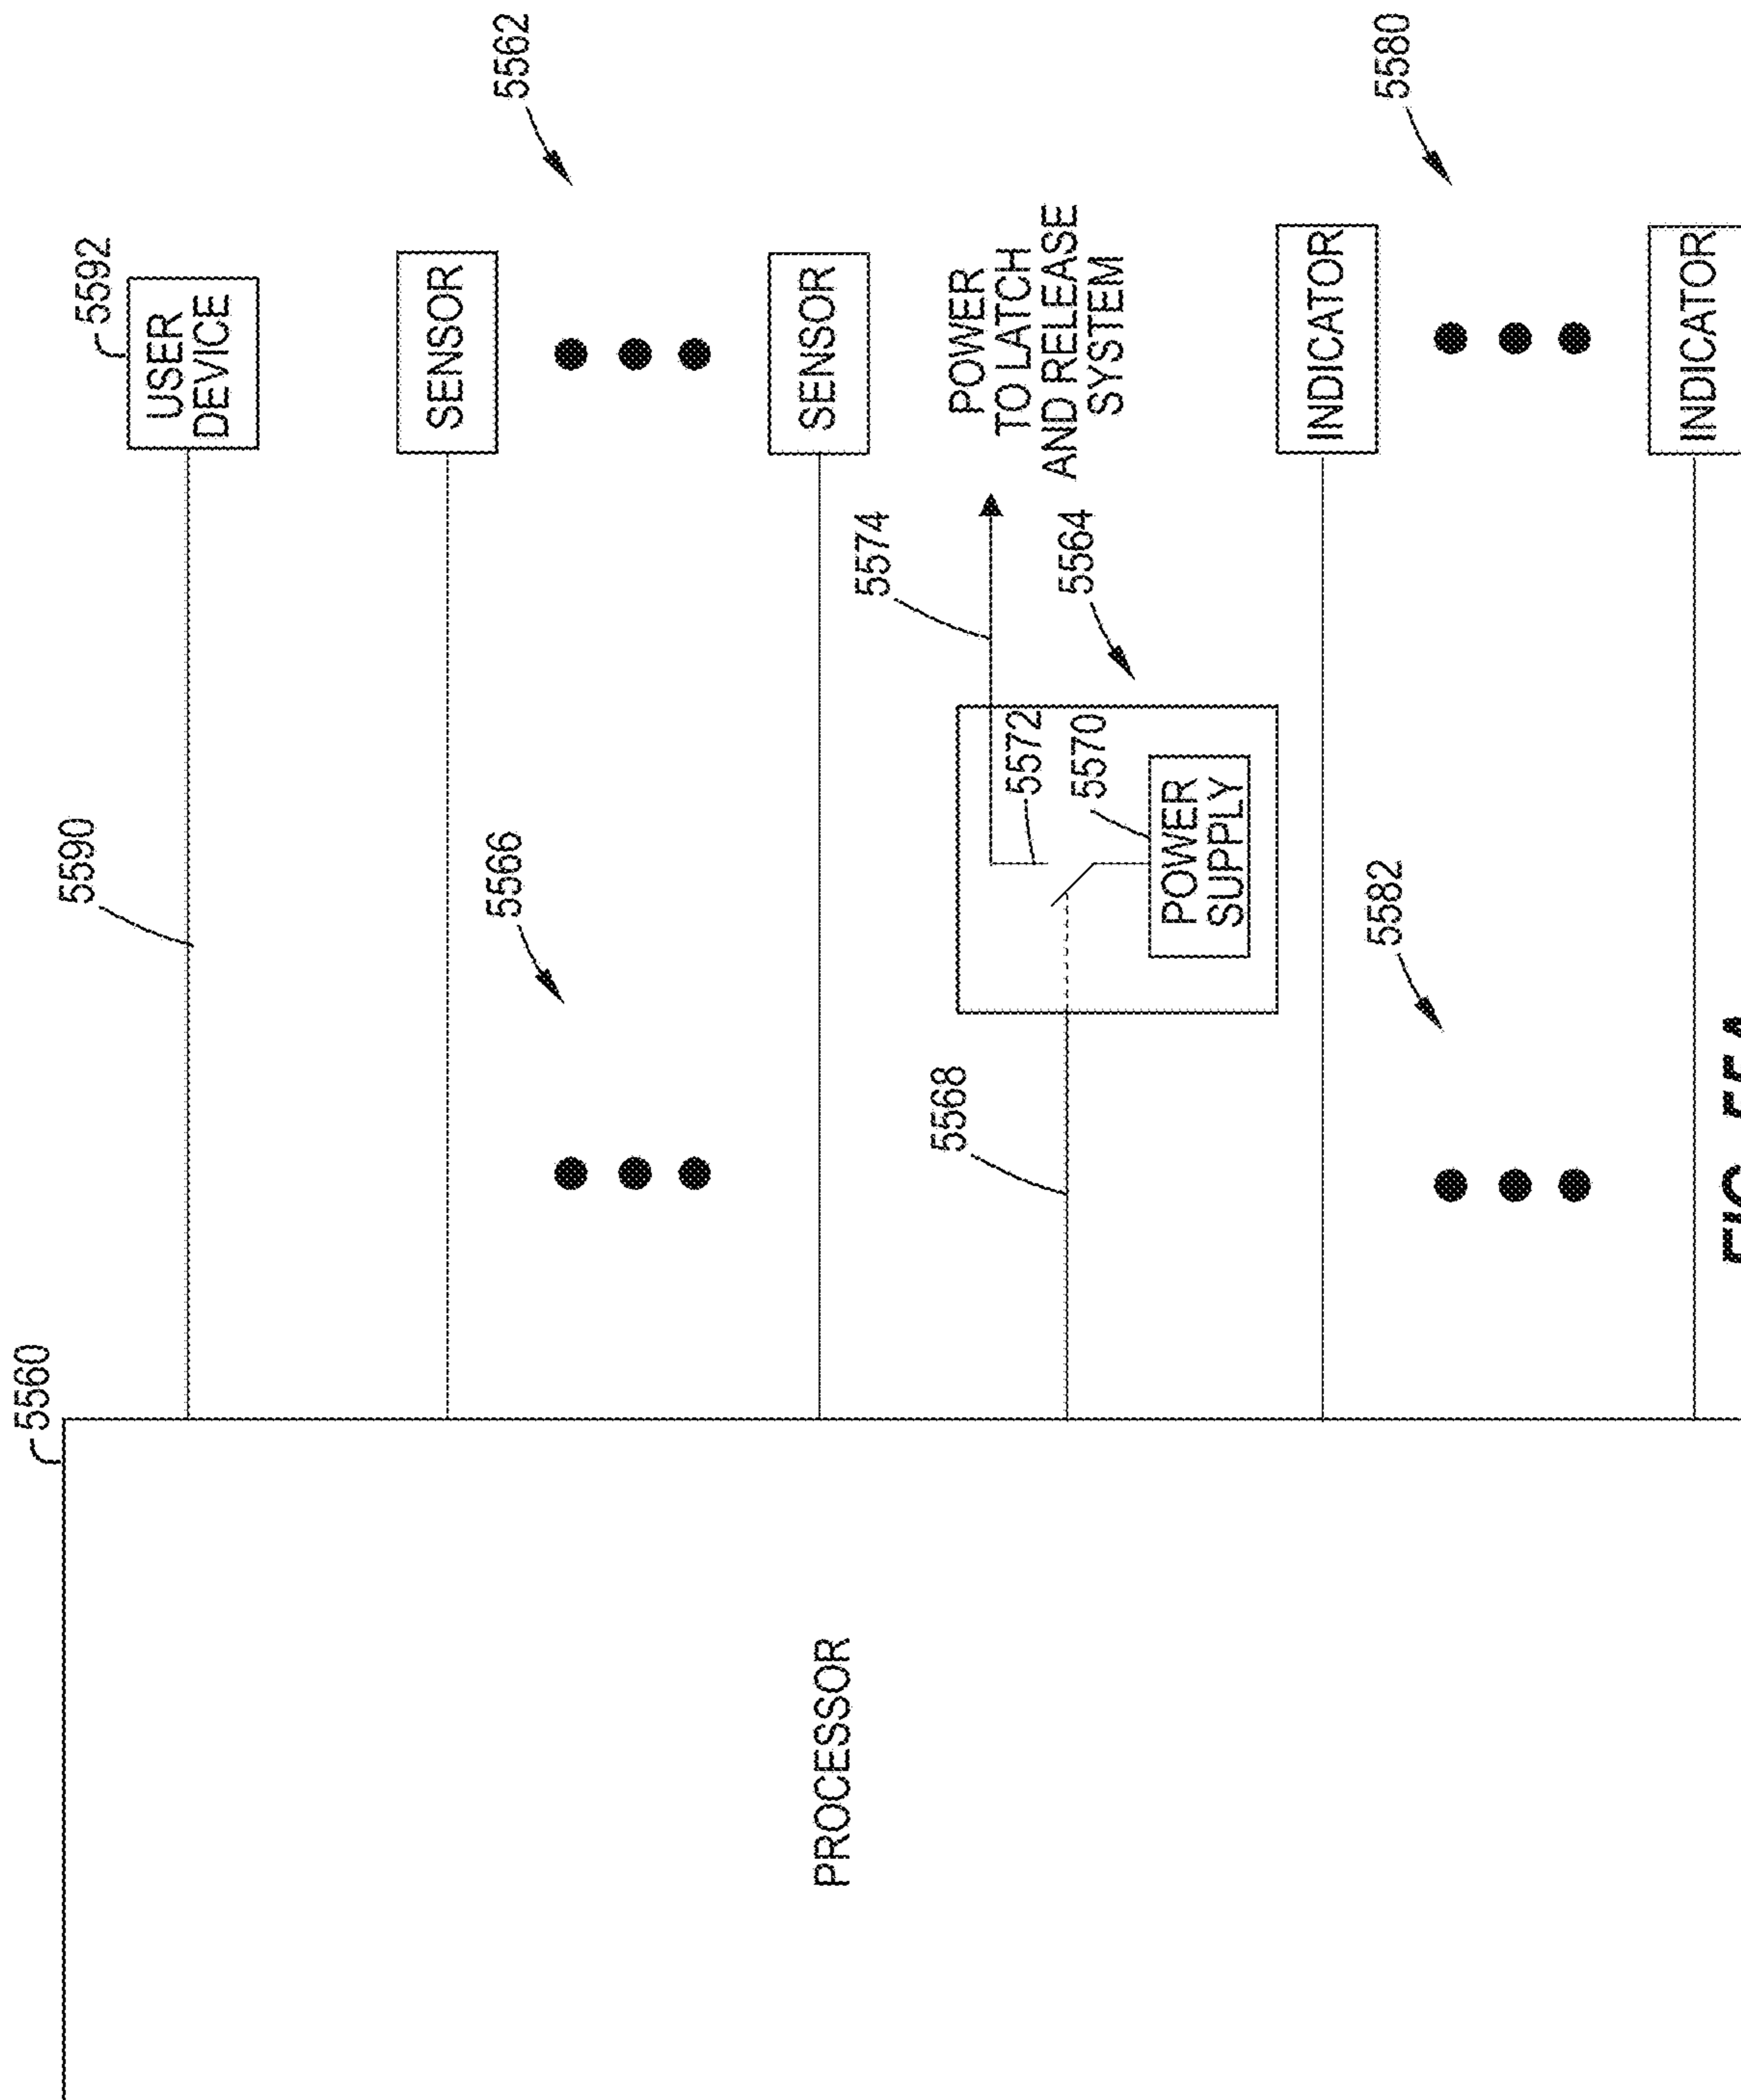 5560
PROCESSOR
5590
5592
USER
DEVICE
SENSOR
5566
5562
SENSOR
5574
POWER
TO LATCH
AND RELEASE
SYSTEM
5568
5564
5572
5570
POWER
SUPPLY
INDICATOR
5582
5580
INDICATOR